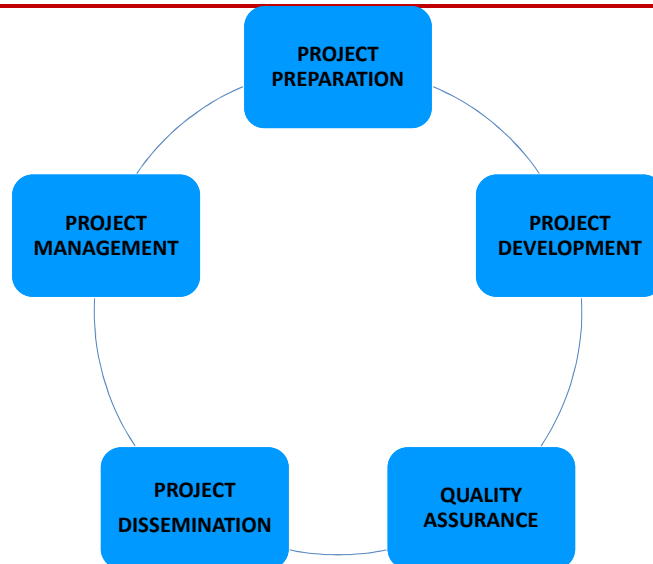 PROJECT
PREPARATION
PROJECT
DEVELOPMENT
QUALITY
ASSURANCE
PROJECT
DISSEMINATION
PROJECT
MANAGEMENT